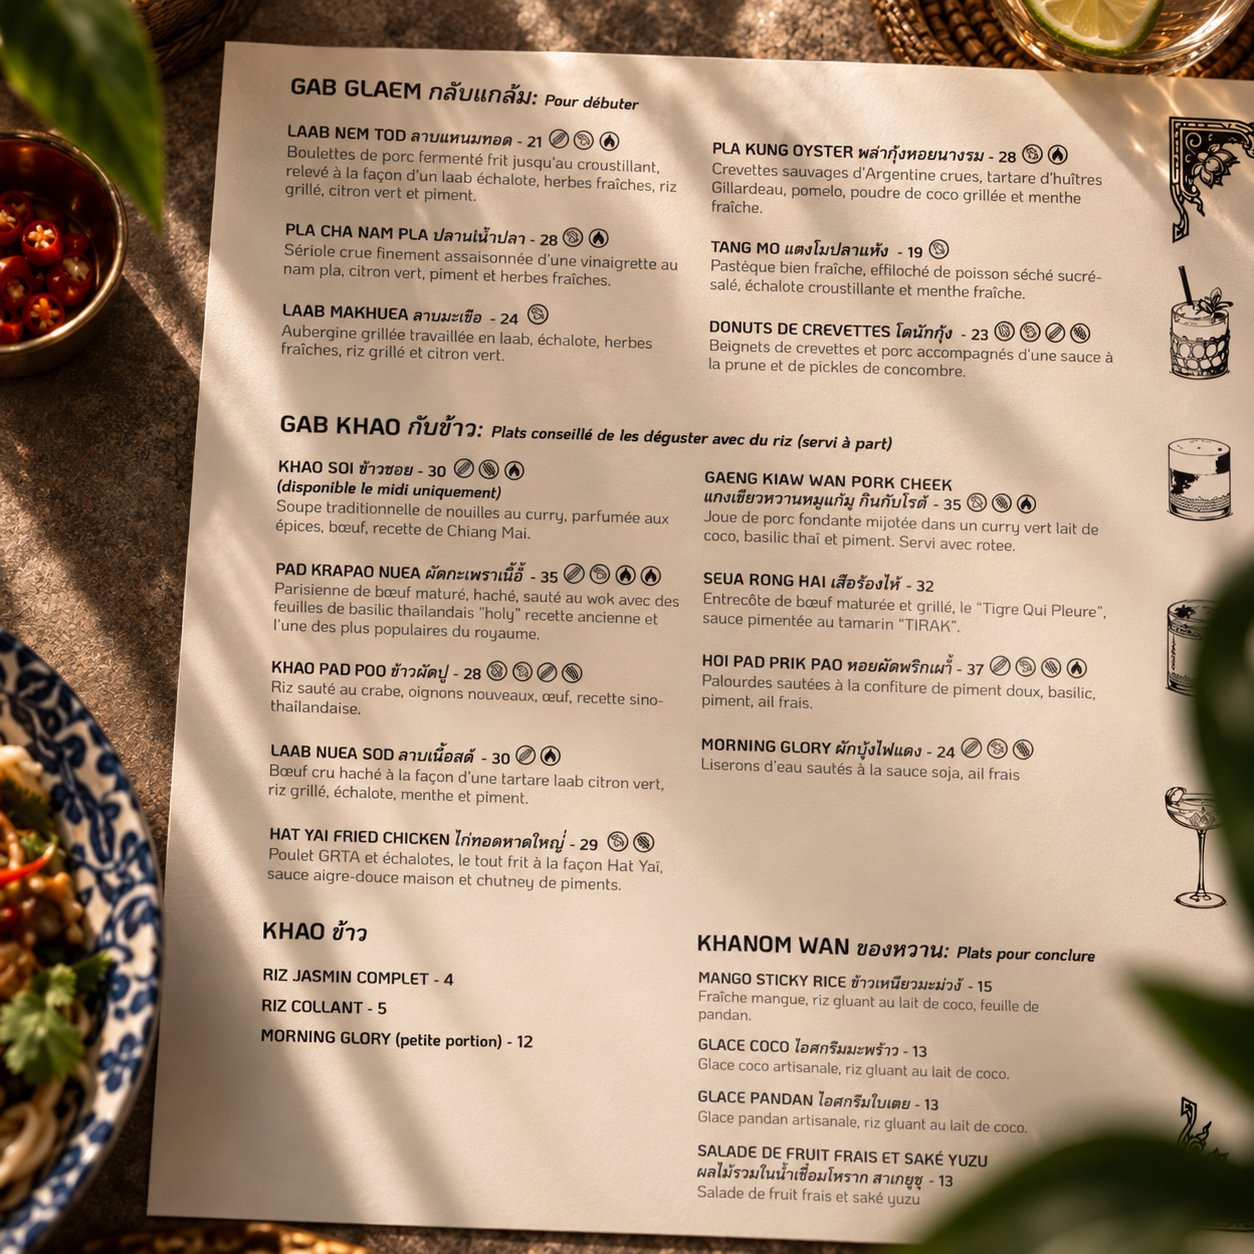 GAB GLAEM กลับแกล้ม: Pour débuter
LAAB NEM TOD ลาบแหนมทอด - 21
Boulettes de porc fermenté frit jusqu'au croustillant,
relevé à la façon d'un laab échalote, herbes fraîches, riz
grillé, citron vert et piment.
PLA CHA NAM PLA ปลานเน้ำปลา - 28
Sériole crue finement assaisonnée d'une vinaigrette au
nam pla, citron vert, piment et herbes fraîches.
LAAB MAKHUEA ลาบมะเขือ - 24
Aubergine grillée travaillée en laab, échalote, herbes
fraîches, riz grillé et citron vert.
PLA KUNG OYSTER พล่ากุ้งหอยนางรม - 28
Crevettes sauvages d'Argentine crues, tartare d'huîtres
Gillardeau, pomelo, poudre de coco grillée et menthe
fraîche.
TANG MO แตงโมปลาแห้ง - 19
Pastèque bien fraîche, effiloché de poisson séché sucré-
salé, échalote croustillante et menthe fraîche.
DONUTS DE CREVETTES โดนักกุ้ง - 23
Beignets de crevettes et porc accompagnés d'une sauce à
la prune et de pickles de concombre.
GAB KHAO กับข้าว: Plats conseillé de les déguster avec du riz (servi à part)
KHAO SOI ข้าวซอย - 30
(disponible le midi uniquement)
Soupe traditionnelle de nouilles au curry, parfumée aux
épices, bœuf, recette de Chiang Mai.
PAD KRAPAO NUEA ผัดกะเพราเนื้อ - 35
Parisienne de bœuf maturé, haché, sauté au wok avec des
feuilles de basilic thaïlandais "holy" recette ancienne et
l'une des plus populaires du royaume.
KHAO PAD POO ข้าวผัดปู - 28
Riz sauté au crabe, oignons nouveaux, œuf, recette sino-
thaïlandaise.
LAAB NUEA SOD ลาบเนื้อสด้ - 30
Bœuf cru haché à la façon d'une tartare laab citron vert,
riz grillé, échalote, menthe et piment.
HAT YAI FRIED CHICKEN ไก่ทอดหาดใหญ่ - 29
Poulet GRTA et échalotes, le tout frit à la façon Hat Yaï,
sauce aigre-douce maison et chutney de piments.
GAENG KIAW WAN PORK CHEEK
แกงเขียวหวานหมูแก้มู กินกับโรตี - 35
Joue de porc fondante mijotée dans un curry vert lait de
coco, basilic thaï et piment. Servi avec rotee.
SEUA RONG HAI เสือร้องไห้ - 32
Entrecôte de bœuf maturée et grillé, le "Tigre Qui Pleure",
sauce pimentée au tamarin "TIRAK".
HOI PAD PRIK PAO หอยผัดพริกเผา - 37
Palourdes sautées à la confiture de piment doux, basilic,
piment, ail frais.
MORNING GLORY ผักบุ้งไฟแดง - 24
Liserons d'eau sautés à la sauce soja, ail frais
KHAO ข้าว
RIZ JASMIN COMPLET - 4
RIZ COLLANT - 5
MORNING GLORY (petite portion) - 12
KHANOM WAN ของหวาน: Plats pour conclure
MANGO STICKY RICE ข้าวเหนียวมะม่วง - 15
Fraîche mangue, riz gluant au lait de coco, feuille de
pandan.
GLACE COCO ไอศกรีมมะพร้าว - 13
Glace coco artisanale, riz gluant au lait de coco.
GLACE PANDAN ไอศกรีมใบเตย - 13
Glace pandan artisanale, riz gluant au lait de coco.
SALADE DE FRUIT FRAIS ET SAKÉ YUZU
ผลไม้รวมในน้ำเชื่อมโหราก สาเกยูซุ - 13
Salade de fruit frais et saké yuzu